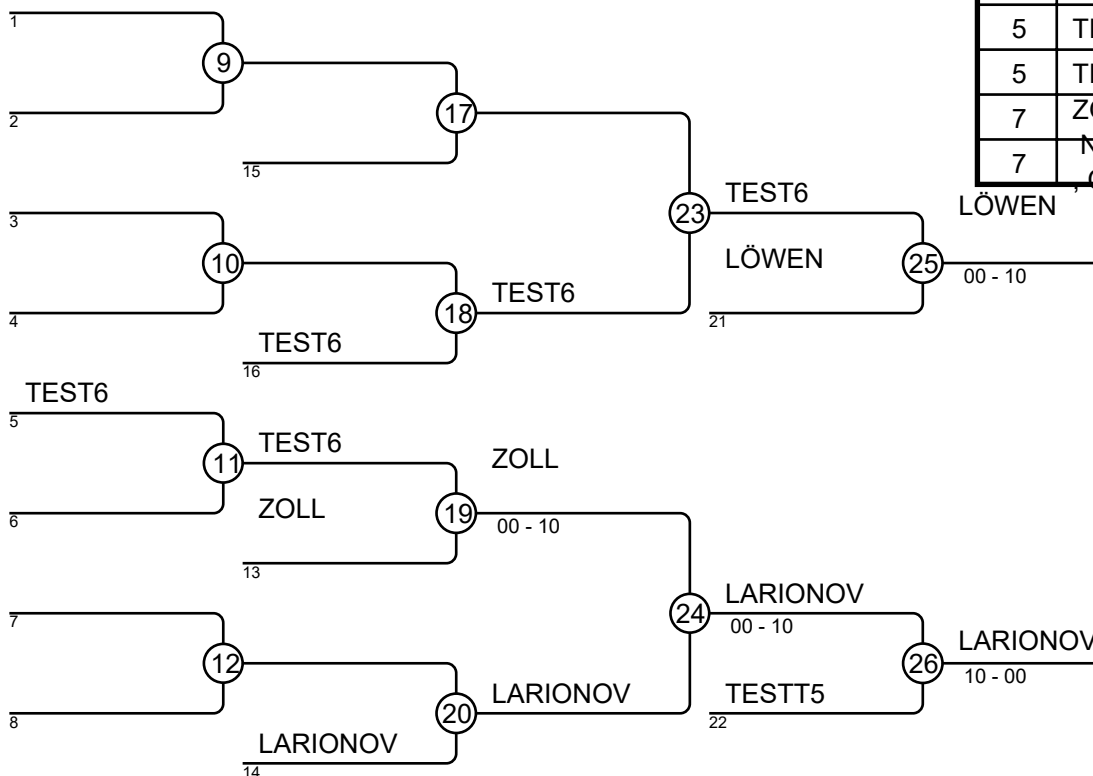 1
9
2
17
15
3
10
4
18
TEST6
TEST6
16
23
TEST6
LÖWEN
21
25
LÖWEN
00 - 10
5
5
7
7
TEST6
5
11
TEST6
6
ZOLL
13
19
ZOLL
00 - 10
7
12
8
20
LARIONOV
LARIONOV
14
24
LARIONOV
00 - 10
TESTT5
22
26
LARIONOV
10 - 00